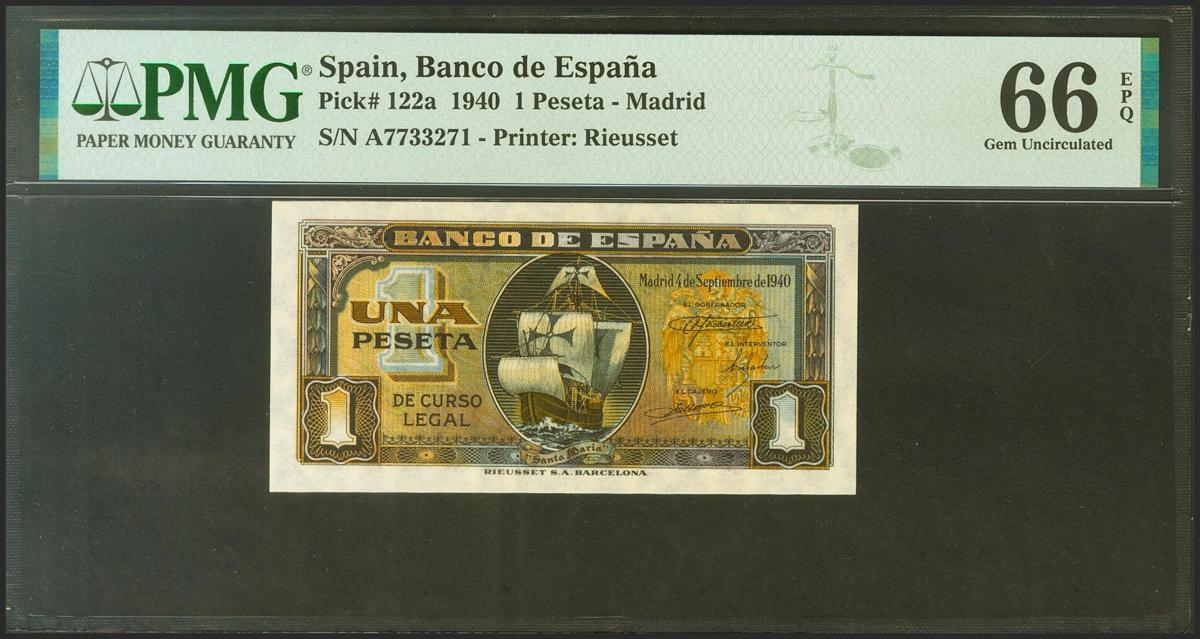 PMG®
PAPER MONEY GUARANTY
Spain, Banco de España
Pick# 122a 1940 1 Peseta - Madrid
S/N A7733271 - Printer: Rieusset
66
EPQ
Gem Uncirculated
BANCO DE ESPAÑA
Madrid 4 de Septiembre de 1940
1
UNA
PESETA
DE CURSO
LEGAL
EL GOBERNADOR
EL INTERVENTOR
EL CAJERO
1
1
"Santa Maria"
RIEUSSET S.A. BARCELONA